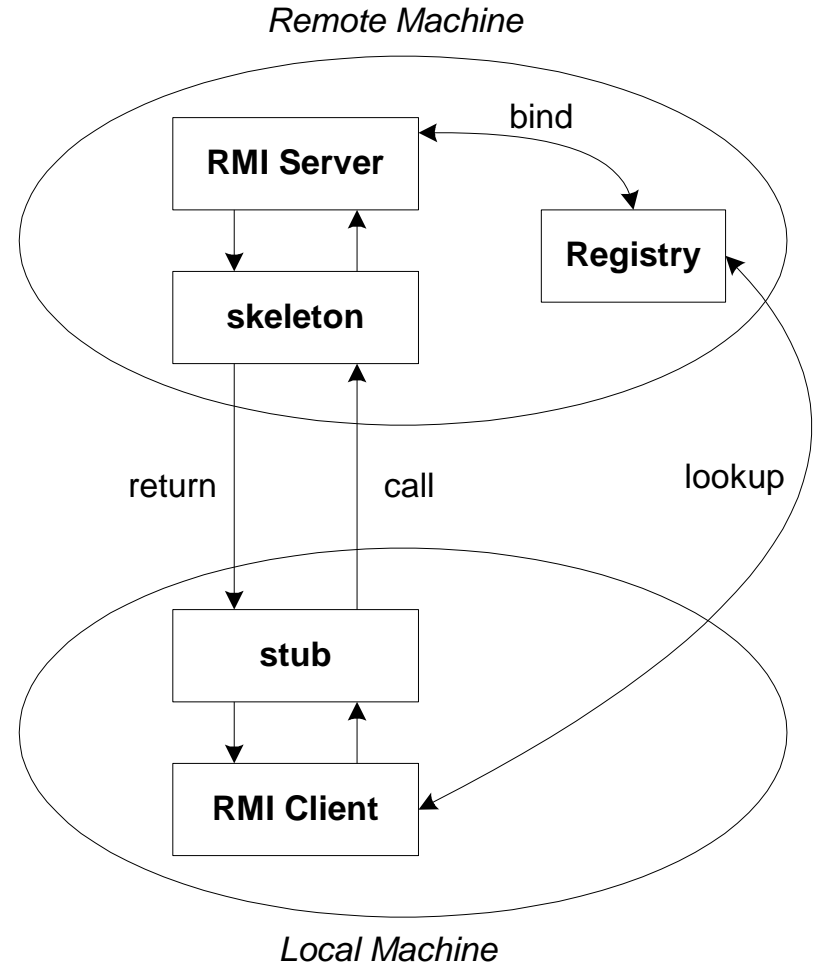 Remote Machine
bind
RMI Server
Registry
skeleton
return
call
lookup
stub
RMI Client
Local Machine